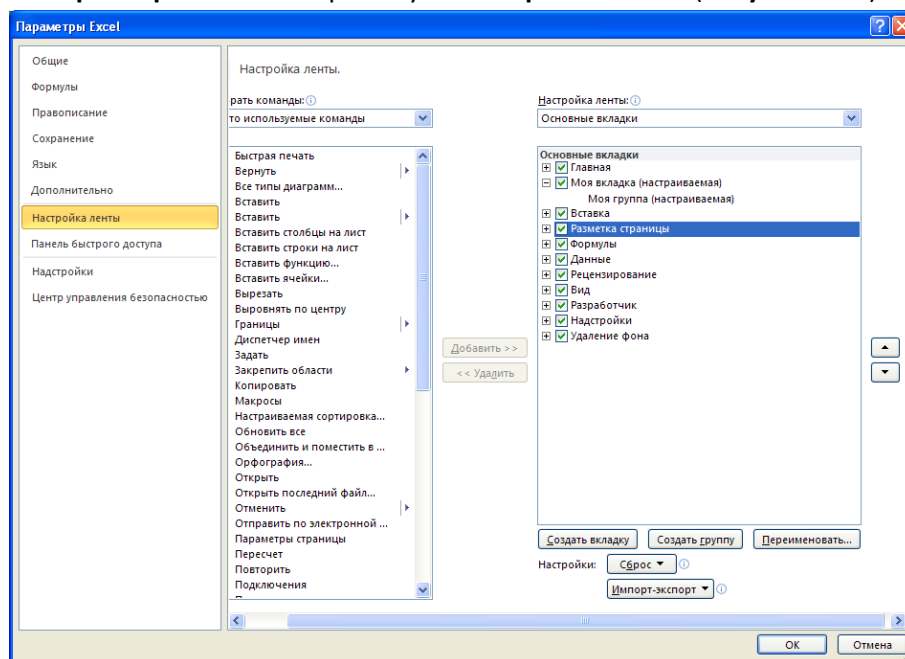 Параметры Excel
Общие
Формулы
Правописание
Сохранение
Язык
Дополнительно
Настройка ленты
Панель быстрого доступа
Надстройки
Центр управления безопасностью
Настройка ленты.
рать команды:
то используемые команды
Быстрая печать
Вернуть
Все типы диаграмм...
Вставить
Вставить
Вставить столбцы на лист
Вставить строки на лист
Вставить функцию...
Вставить ячейки...
Вырезать
Выровнять по центру
Границы
Диспетчер имен
Задать
Закрепить области
Копировать
Макросы
Настраиваемая сортировка...
Обновить все
Объединить и поместить в ...
Орфография...
Открыть
Открыть последний файл...
Отменить
Отправить по электронной ...
Параметры страницы
Пересчет
Повторить
Подключения
Добавить >>
<< Удалить
Настройка ленты:
Основные вкладки
Основные вкладки
Главная
Моя вкладка (настраиваемая)
Моя группа (настраиваемая)
Вставка
Разметка страницы
Формулы
Данные
Рецензирование
Вид
Разработчик
Надстройки
Удаление фона
Создать вкладку Создать группу Переименовать...
Настройки: Сброс
Импорт-экспорт
ОК Отмена